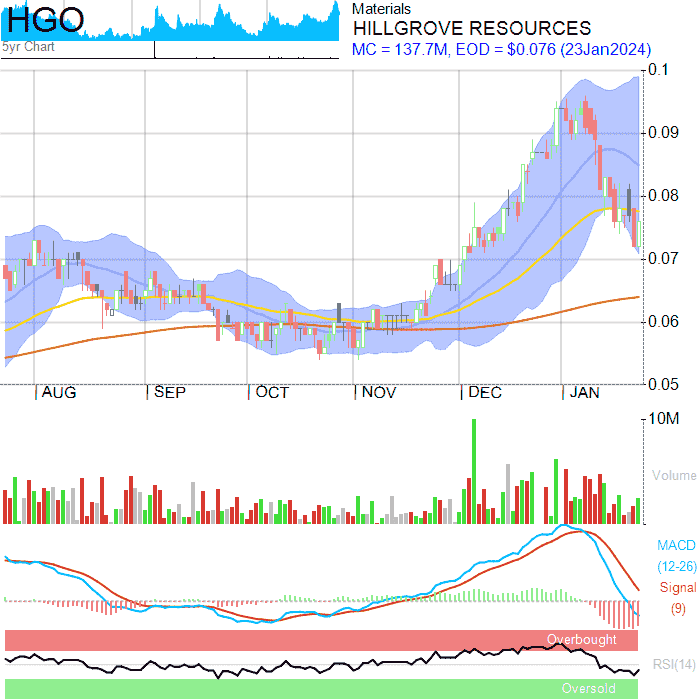 HGO
5yr Chart
Materials
HILLGROVE RESOURCES
MC = 137.7M, EOD = $0.076 (23Jan2024)
0.1
0.09
0.08
0.07
0.06
0.05
AUG SEP OCT NOV DEC JAN
10M
Volume
MACD
(12-26)
Signal
(9)
Overbought
RSI(14)
Oversold